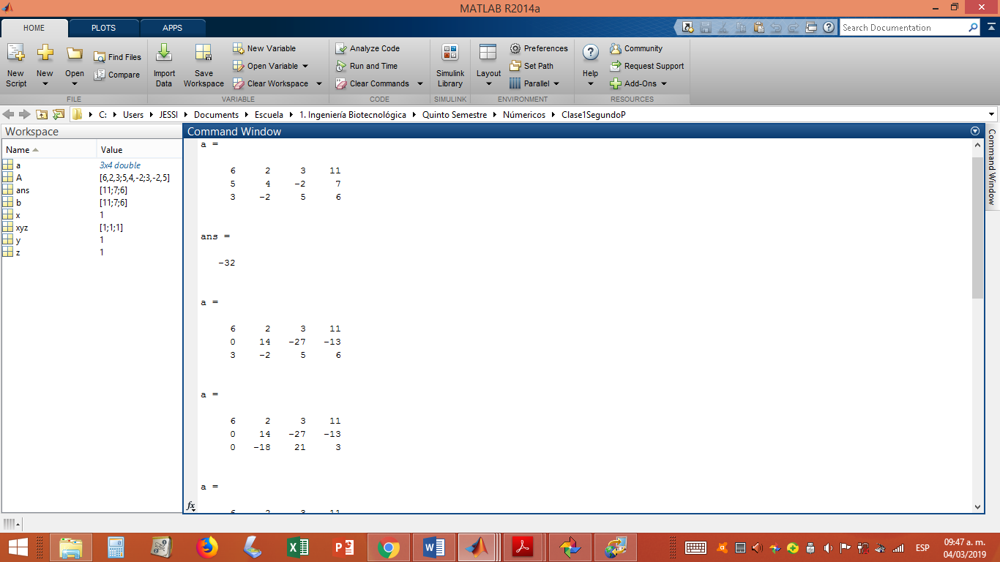 MATLAB R2014a
HOME PLOTS APPS
Search Documentation
New Script
New
Open
Find Files
Compare
Import Data
Save Workspace
New Variable
Open Variable
Clear Workspace
Analyze Code
Run and Time
Clear Commands
Simulink Library
Layout
Preferences
Set Path
Parallel
Help
Community
Request Support
Add-Ons
FILE VARIABLE CODE SIMULINK ENVIRONMENT RESOURCES
C: Users JESSI Documents Escuela 1. Ingeniería Biotecnológica Quinto Semestre Númericos Clase1SegundoP
Workspace
Name Value
a 3x4 double
A [6,2,3;5,4,-2;3,-2,5]
ans [11;7;6]
b [11;7;6]
x 1
xyz [1;1;1]
y 1
z 1
Command Window
a =
6 2 3 11
5 4 -2 7
3 -2 5 6
ans =
-32
a =
6 2 3 11
0 14 -27 -13
3 -2 5 6
a =
6 2 3 11
0 14 -27 -13
0 -18 21 3
a =
6 2 3 11
fx
Command Window
ESP
09:47 a. m.
04/03/2019